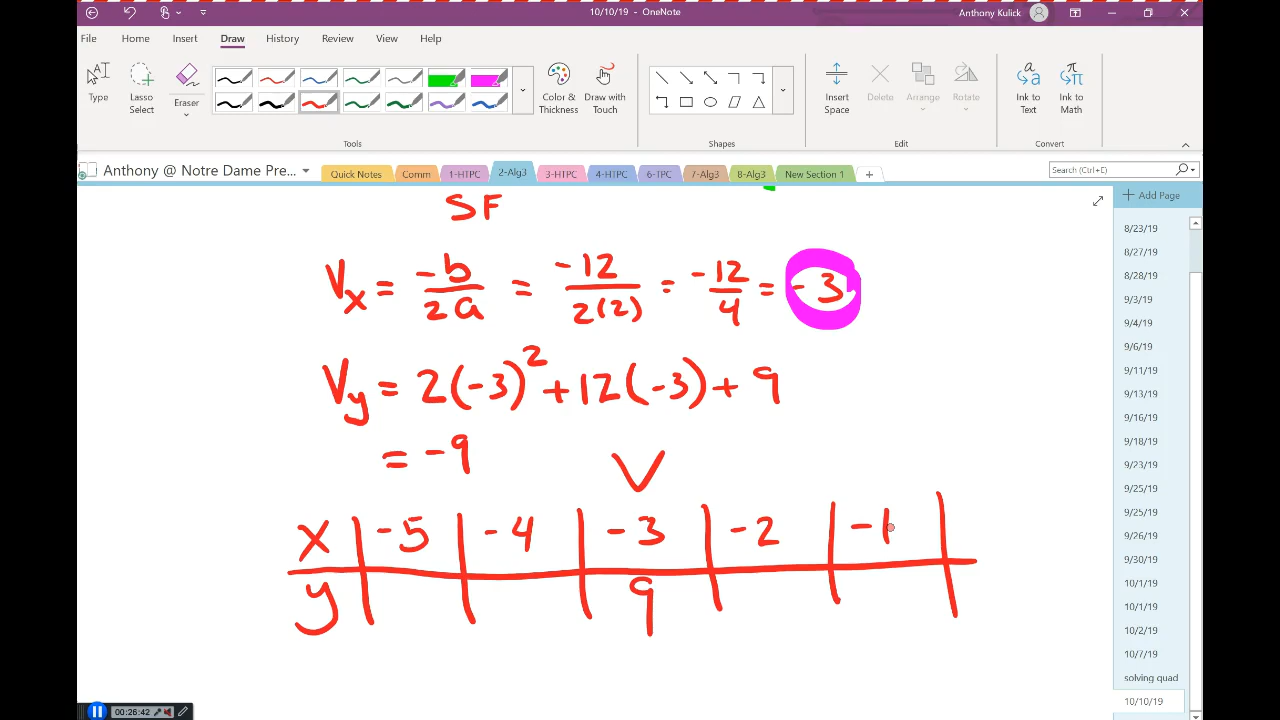 10/10/19 - OneNote
Anthony Kulick
File Home Insert Draw History Review View Help
Type
Lasso Select
Eraser
Color & Thickness
Draw with Touch
Insert Space
Delete
Arrange
Rotate
Ink to Text
Ink to Math
Tools
Shapes
Edit
Convert
Anthony @ Notre Dame Pre...
Quick Notes Comm 1-HTPC 2-Alg3 3-HTPC 4-HTPC 6-TPC 7-Alg3 8-Alg3 New Section 1
Search (Ctrl+E)
Add Page
SF
Vx = -b/2a = -12/2(2) = -12/4 = -3
Vy = 2(-3)² + 12(-3) + 9
= -9
V
x | -5 | -4 | -3 | -2 | -1 |
y | | | 9 | | |
8/23/19
8/27/19
8/28/19
9/3/19
9/4/19
9/6/19
9/11/19
9/13/19
9/16/19
9/18/19
9/23/19
9/25/19
9/25/19
9/26/19
9/30/19
10/1/19
10/1/19
10/2/19
10/7/19
solving quad
10/10/19
00:26:42